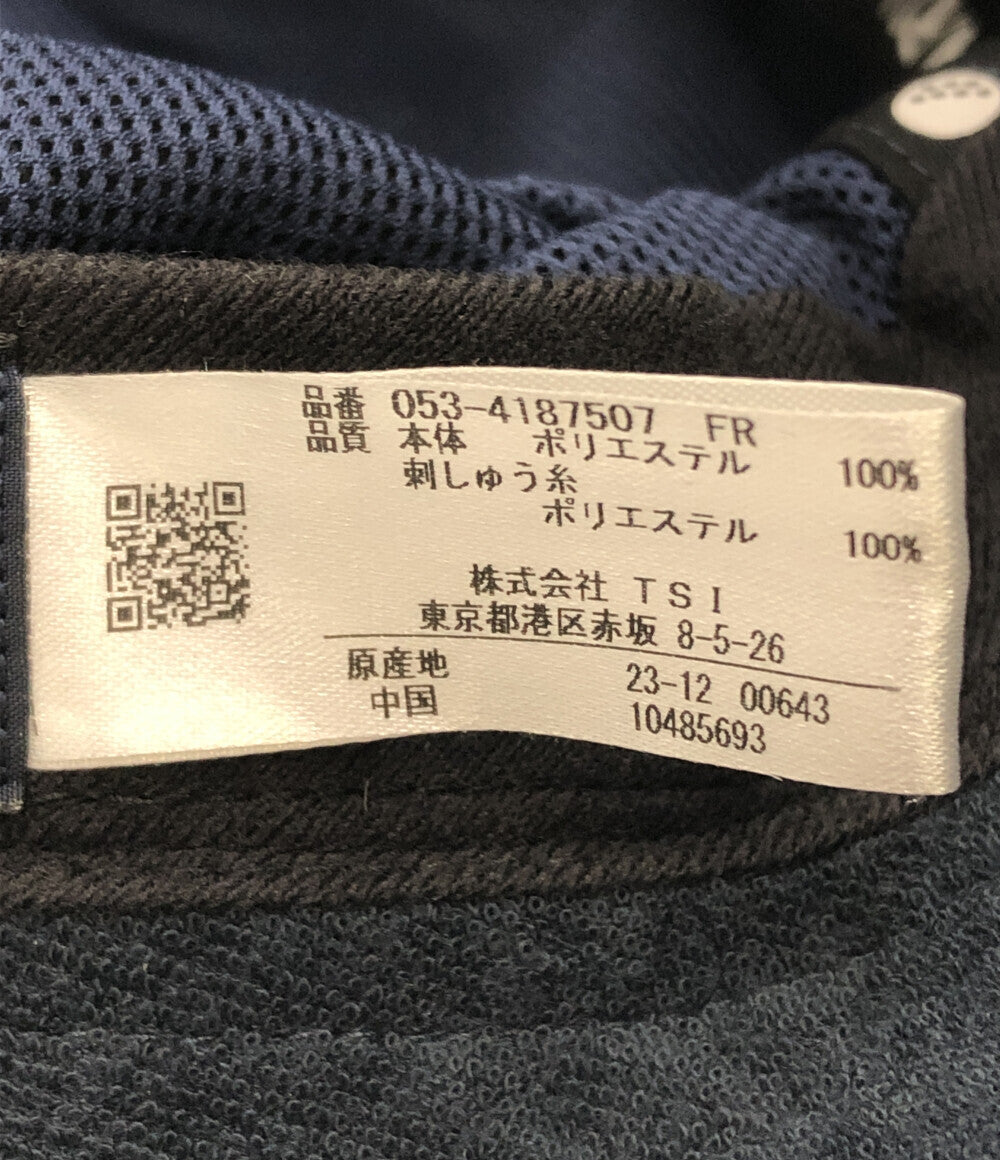 品番 053-4187507 FR
品質 本体 ポリエステル 100%
刺しゅう糸
ポリエステル 100%
株式会社 TSI
東京都港区赤坂 8-5-26
原産地 23-12 00643
中国 10485693